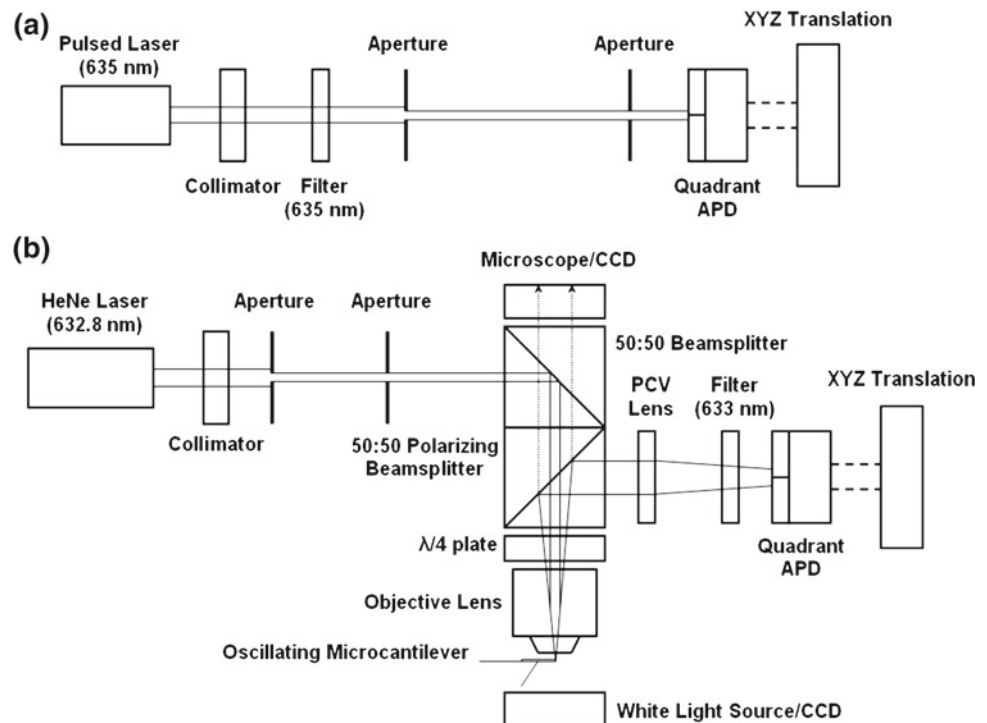 (a)
Pulsed Laser
(635 nm)
Aperture
Aperture
XYZ Translation
Collimator
Filter
(635 nm)
Quadrant
APD
(b)
Microscope/CCD
HeNe Laser
(632.8 nm)
Aperture
Aperture
50:50 Beamsplitter
PCV
Lens
Filter
(633 nm)
XYZ Translation
Collimator
50:50 Polarizing
Beamsplitter
λ/4 plate
Quadrant
APD
Objective Lens
Oscillating Microcantilever
White Light Source/CCD